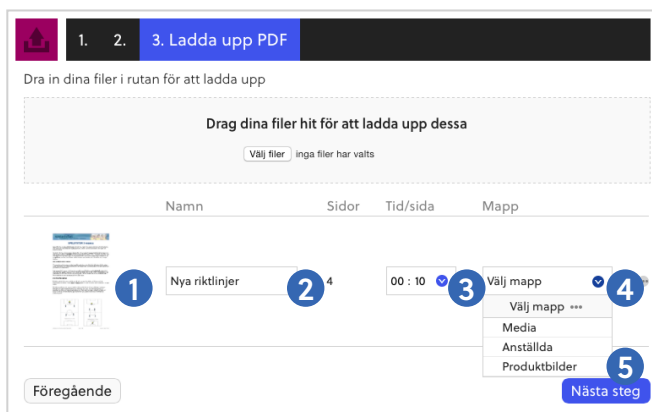 1. 2. 3. Ladda upp PDF
Dra in dina filer i rutan för att ladda upp
Drag dina filer hit för att ladda upp dessa
Välj filer inga filer har valts
Namn Sidor Tid/sida Mapp
1 Nya riktlinjer 2 4 00 : 10 3 Välj mapp 4
Välj mapp •••
Media
Anställda
Produktbilder 5
Föregående Nästa steg